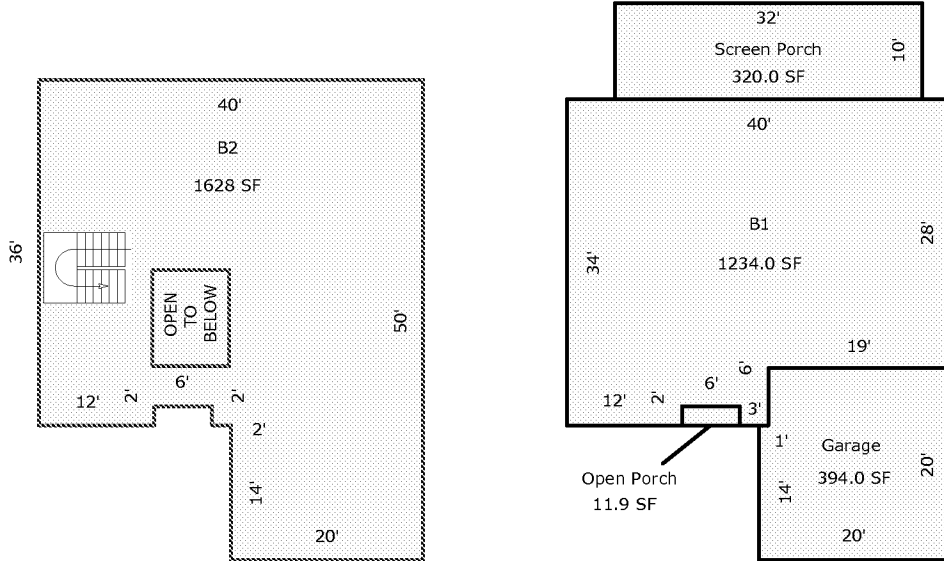 40'
B2
1628 SF
36'
OPEN
TO
BELOW
50'
6'
2'
2'
12'
2'
14'
20'
32'
Screen Porch
320.0 SF
10'
40'
B1
1234.0 SF
34'
28'
19'
6'
6'
12'
2'
3'
1'
Garage
394.0 SF
20'
14'
Open Porch
11.9 SF
20'